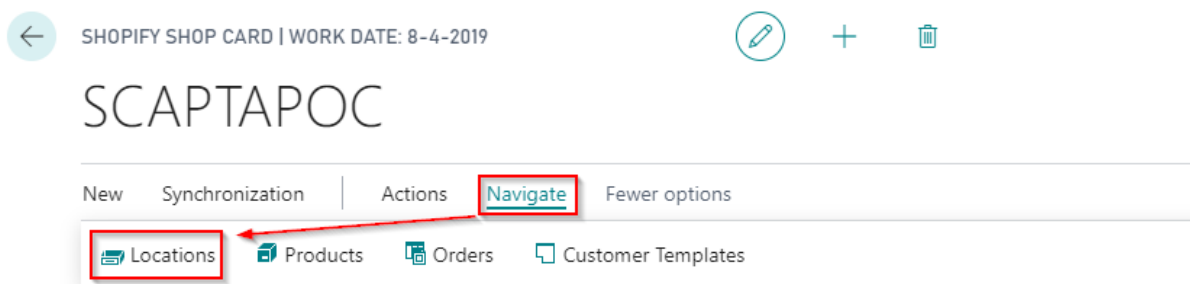 SHOPIFY SHOP CARD | WORK DATE: 8-4-2019
SCAPTAPOC
New Synchronization | Actions Navigate Fewer options
Locations Products Orders Customer Templates